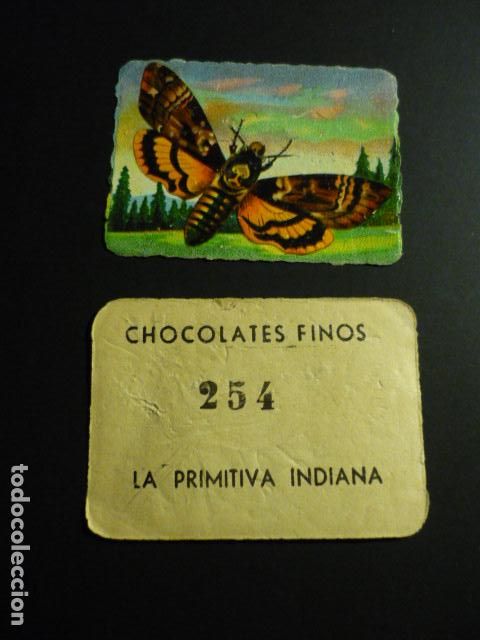 CHOCOLATES FINOS
254
LA PRIMITIVA INDIANA
todocoleccion